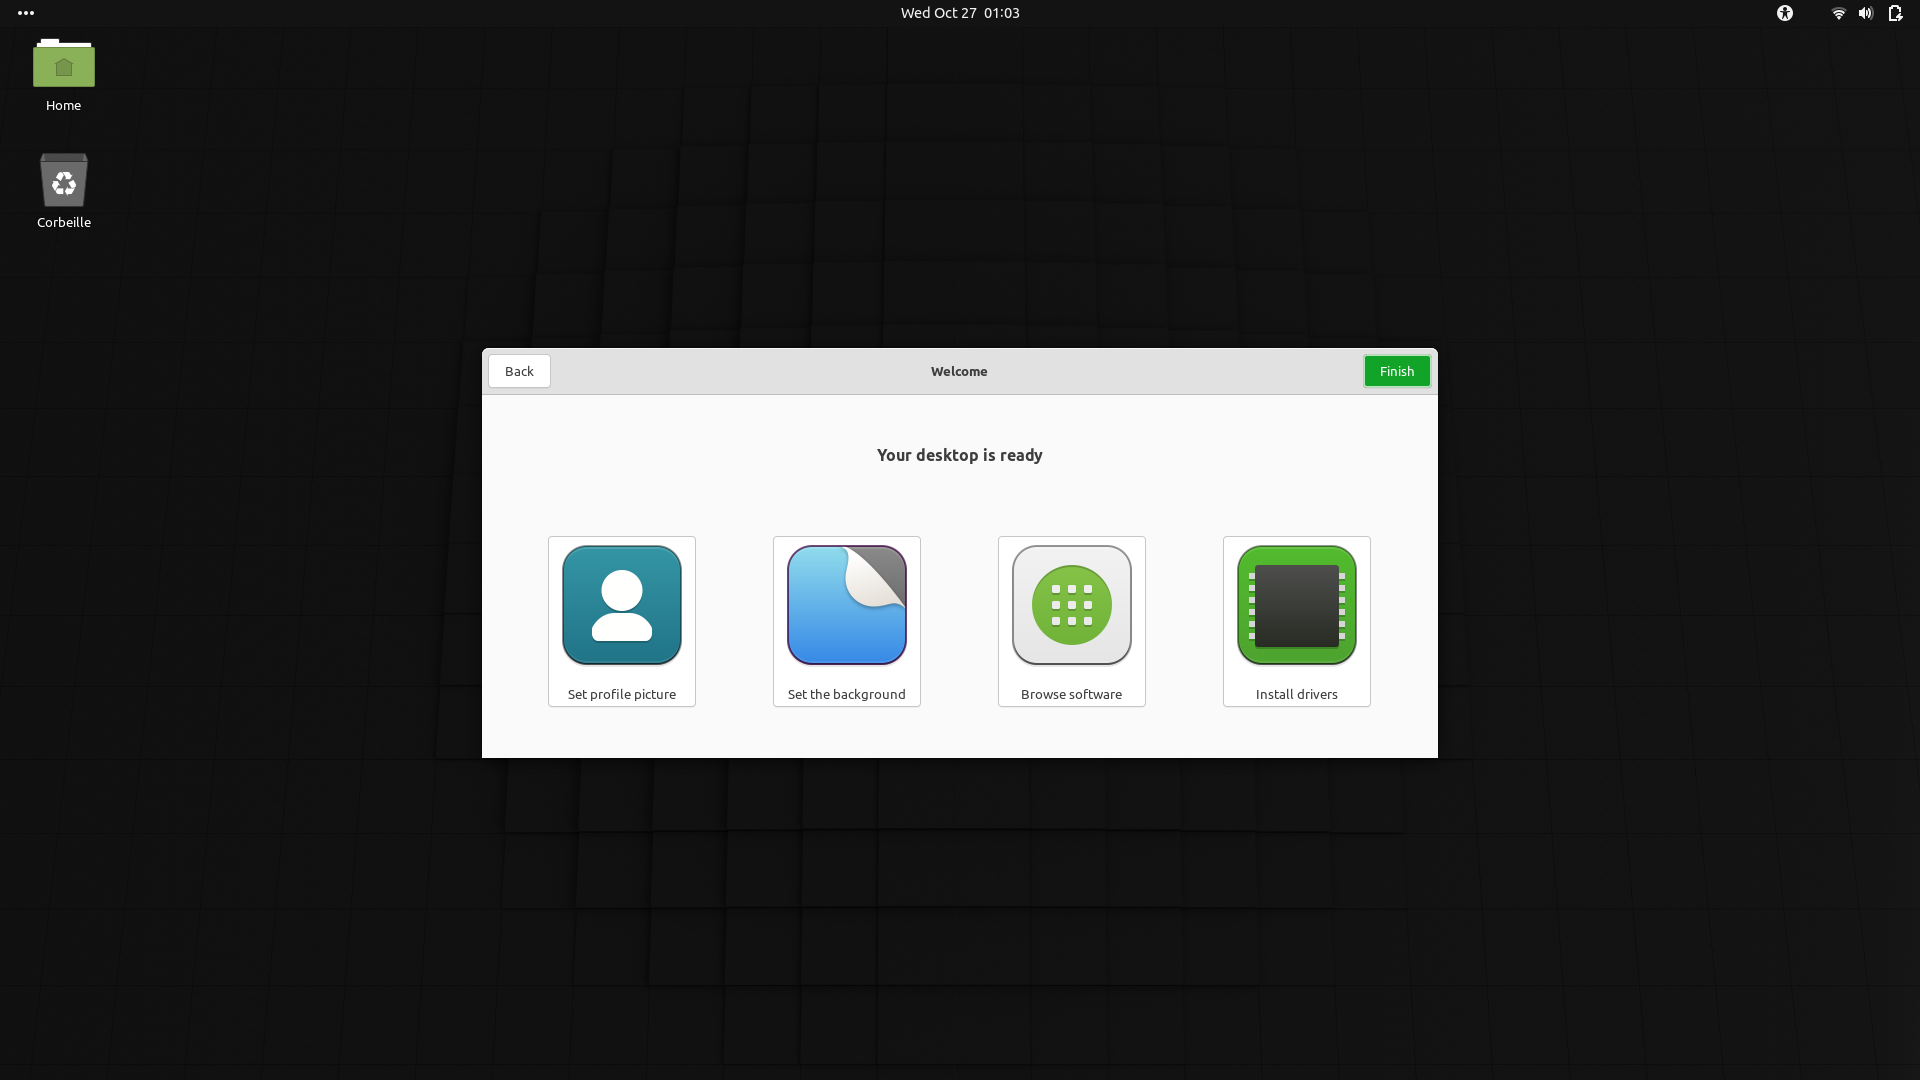 Wed Oct 27 01:03
Home
Corbeille
Back
Welcome
Finish
Your desktop is ready
Set profile picture
Set the background
Browse software
Install drivers